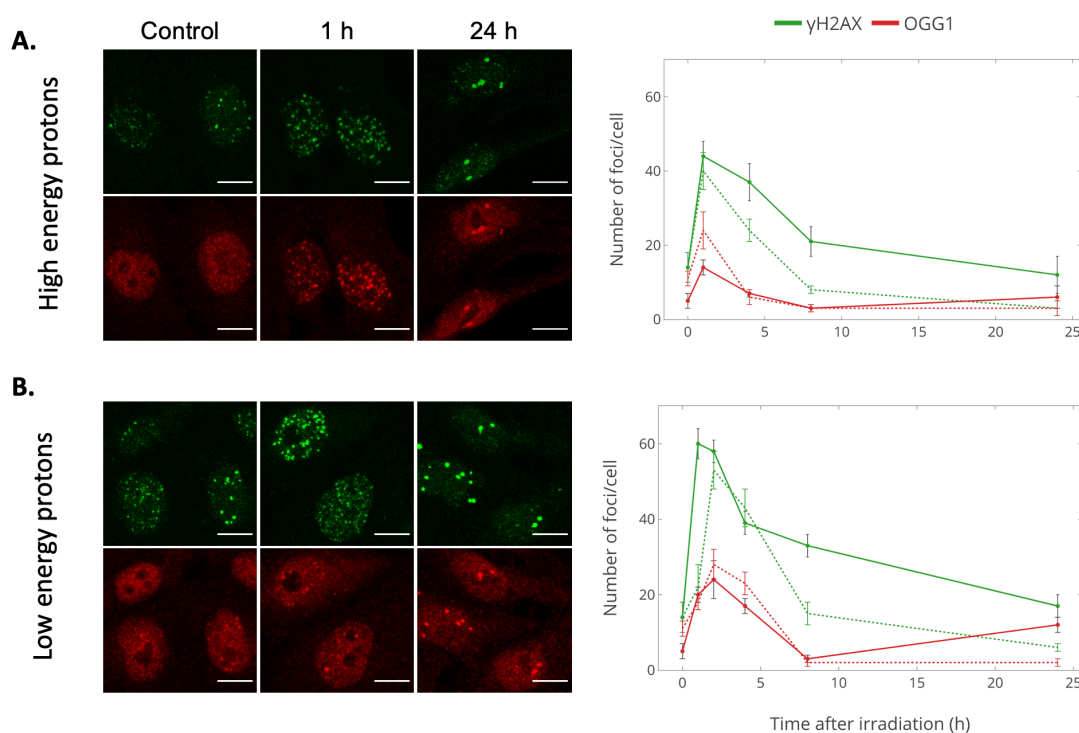 A.
Control
1 h
24 h
High energy protons
γH2AX
OGG1
Number of foci/cell
60
40
20
0
0
5
10
15
20
25
B.
Low energy protons
Number of foci/cell
60
40
20
0
0
5
10
15
20
25
Time after irradiation (h)